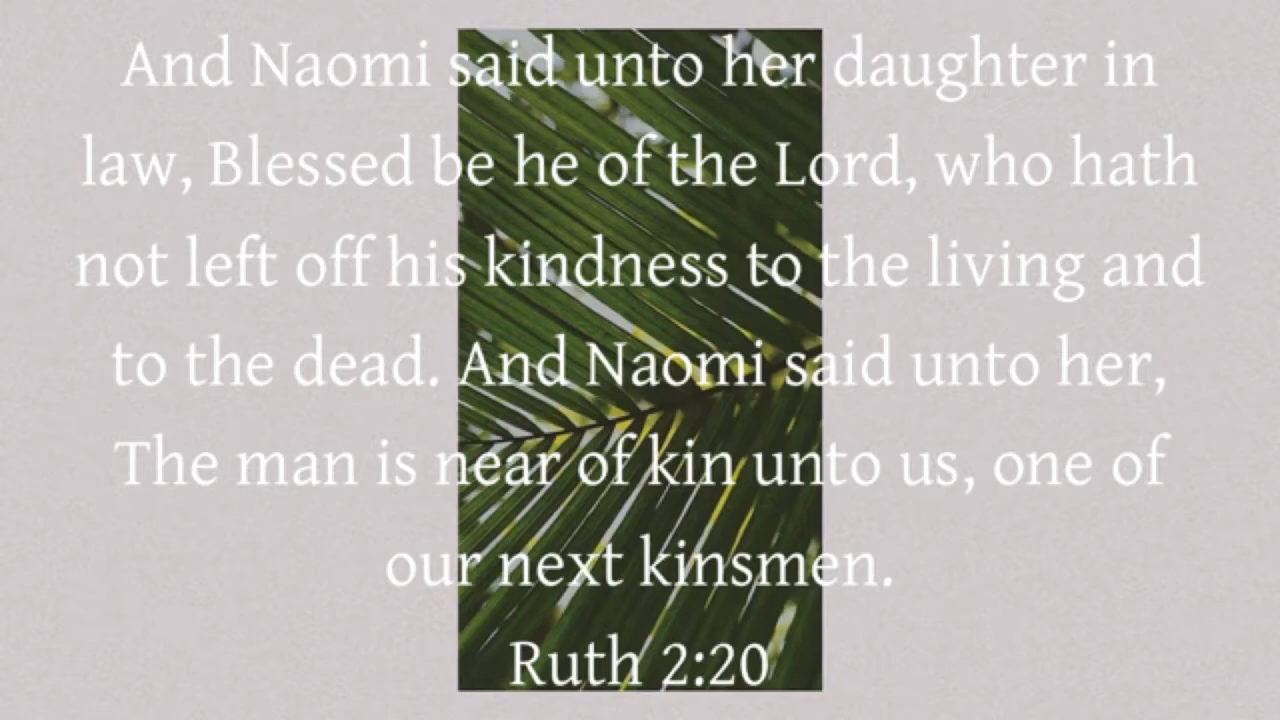 And Naomi said unto her daughter in
law, Blessed be he of the Lord, who hath
not left off his kindness to the living and
to the dead. And Naomi said unto her,
The man is near of kin unto us, one of
our next kinsmen.
Ruth 2:20